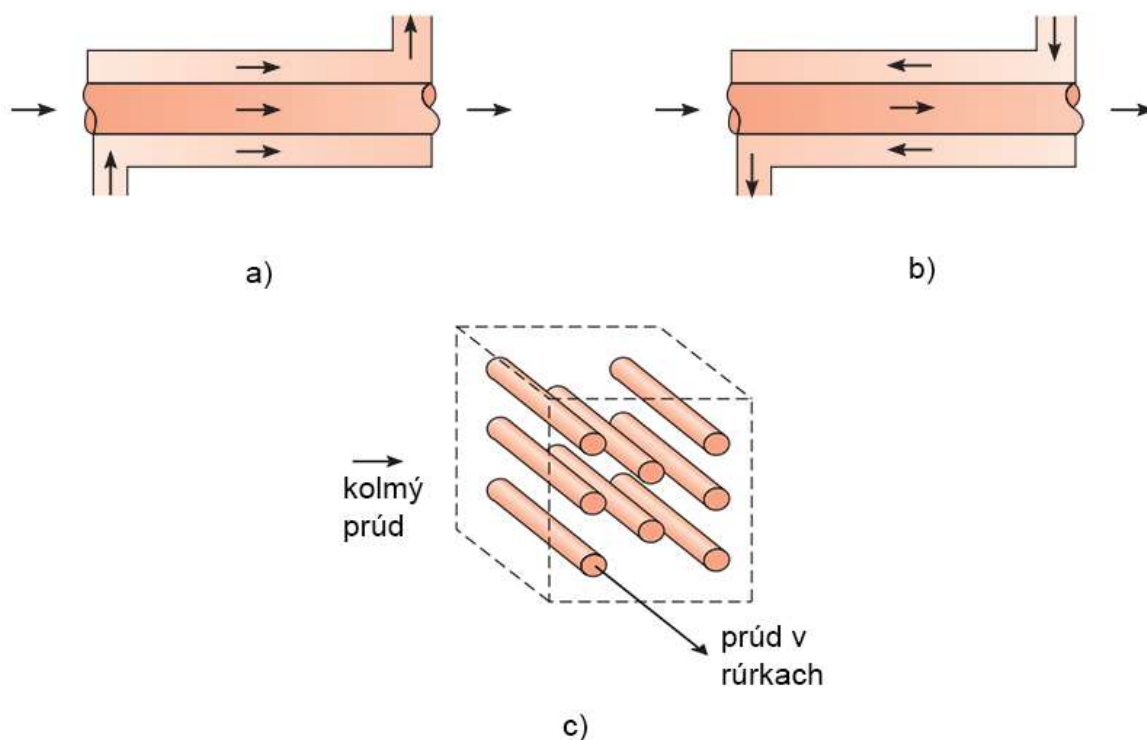 a)
b)
kolmý
prúd
prúd v
rúrkach
c)